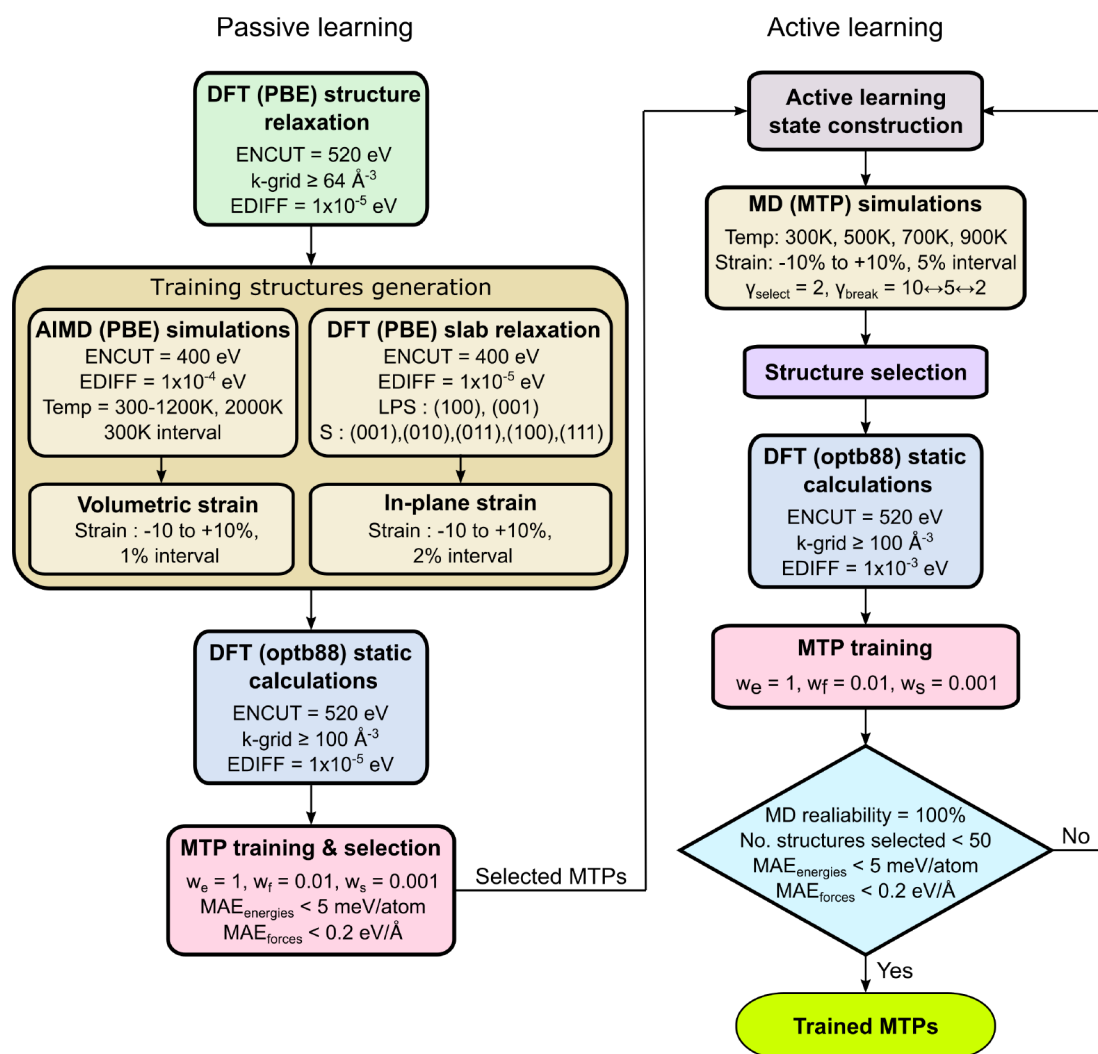 Passive learning
DFT (PBE) structure
relaxation
ENCUT = 520 eV
k-grid ≥ 64 Å⁻³
EDIFF = 1x10⁻⁵ eV
Training structures generation
AIMD (PBE) simulations
ENCUT = 400 eV
EDIFF = 1x10⁻⁴ eV
Temp = 300-1200K, 2000K
300K interval
DFT (PBE) slab relaxation
ENCUT = 400 eV
EDIFF = 1x10⁻⁵ eV
LPS : (100), (001)
S : (001),(010),(011),(100),(111)
Volumetric strain
Strain : -10 to +10%,
1% interval
In-plane strain
Strain : -10 to +10%,
2% interval
DFT (optb88) static
calculations
ENCUT = 520 eV
k-grid ≥ 100 Å⁻³
EDIFF = 1x10⁻⁵ eV
MTP training & selection
we = 1, wf = 0.01, ws = 0.001
MAEenergies < 5 meV/atom
MAEforces < 0.2 eV/Å
Selected MTPs
Active learning
Active learning
state construction
MD (MTP) simulations
Temp: 300K, 500K, 700K, 900K
Strain: -10% to +10%, 5% interval
γselect = 2, γbreak = 10↔5↔2
Structure selection
DFT (optb88) static
calculations
ENCUT = 520 eV
k-grid ≥ 100 Å⁻³
EDIFF = 1x10⁻³ eV
MTP training
we = 1, wf = 0.01, ws = 0.001
MD realiability = 100%
No. structures selected < 50
MAEenergies < 5 meV/atom
MAEforces < 0.2 eV/Å
No
Yes
Trained MTPs